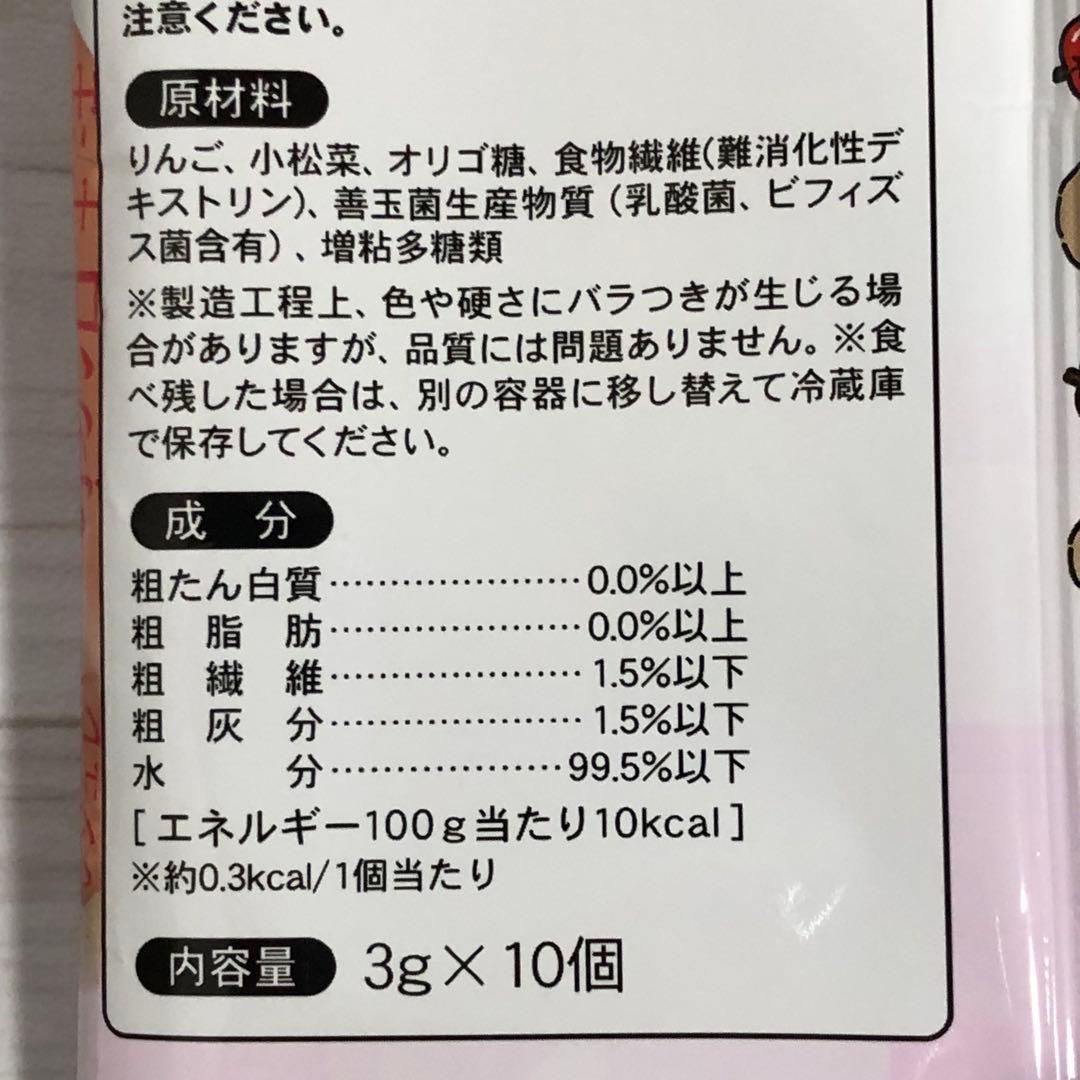 注意ください。
原材料
りんご、小松菜、オリゴ糖、食物繊維(難消化性デ
キストリン)、善玉菌生産物質（乳酸菌、ビフィズ
ス菌含有）、増粘多糖類
※製造工程上、色や硬さにバラつきが生じる場
合がありますが、品質には問題ありません。※食
べ残した場合は、別の容器に移し替えて冷蔵庫
で保存してください。
成　分
粗たん白質……………………0.0%以上
粗　脂　肪……………………0.0%以上
粗　繊　維……………………1.5%以下
粗　灰　分……………………1.5%以下
水　　　分…………………99.5%以下
[エネルギー100g当たり10kcal]
※約0.3kcal/1個当たり
内容量 3g×10個